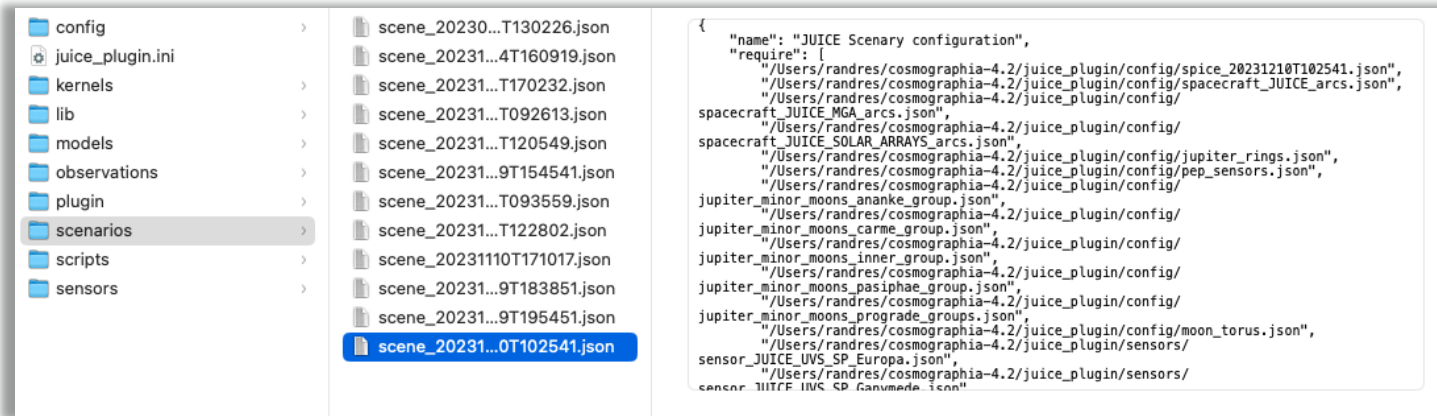 config
juice_plugin.ini
kernels
lib
models
observations
plugin
scenarios
scripts
sensors
scene_20230...T130226.json
scene_20231...4T160919.json
scene_20231...T170232.json
scene_20231...T092613.json
scene_20231...T120549.json
scene_20231...9T154541.json
scene_20231...T093559.json
scene_20231...T122802.json
scene_20231110T171017.json
scene_20231...9T183851.json
scene_20231...9T195451.json
scene_20231...0T102541.json
{
"name": "JUICE Scenary configuration",
"require": [
"/Users/randres/cosmographia-4.2/juice_plugin/config/spice_20231210T102541.json",
"/Users/randres/cosmographia-4.2/juice_plugin/config/spacecraft_JUICE_arcs.json",
"/Users/randres/cosmographia-4.2/juice_plugin/config/
spacecraft_JUICE_MGA_arcs.json",
"/Users/randres/cosmographia-4.2/juice_plugin/config/
spacecraft_JUICE_SOLAR_ARRAYS_arcs.json",
"/Users/randres/cosmographia-4.2/juice_plugin/config/jupiter_rings.json",
"/Users/randres/cosmographia-4.2/juice_plugin/config/pep_sensors.json",
"/Users/randres/cosmographia-4.2/juice_plugin/config/
jupiter_minor_moons_ananke_group.json",
"/Users/randres/cosmographia-4.2/juice_plugin/config/
jupiter_minor_moons_carme_group.json",
"/Users/randres/cosmographia-4.2/juice_plugin/config/
jupiter_minor_moons_inner_group.json",
"/Users/randres/cosmographia-4.2/juice_plugin/config/
jupiter_minor_moons_pasiphae_group.json",
"/Users/randres/cosmographia-4.2/juice_plugin/config/
jupiter_minor_moons_prograde_groups.json",
"/Users/randres/cosmographia-4.2/juice_plugin/config/moon_torus.json",
"/Users/randres/cosmographia-4.2/juice_plugin/sensors/
sensor_JUICE_UVS_SP_Europa.json",
"/Users/randres/cosmographia-4.2/juice_plugin/sensors/
sensor_JUICE_UVS_SP_Ganymede.json"